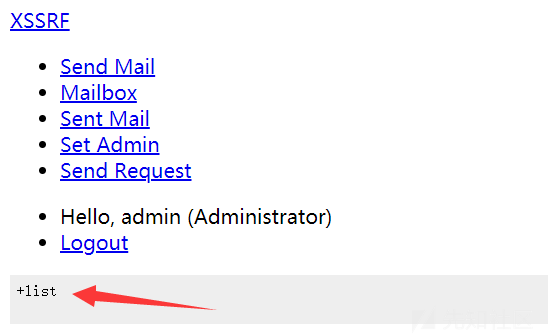 XSSRF
Send Mail
Mailbox
Sent Mail
Set Admin
Send Request
Hello, admin (Administrator)
Logout
+list